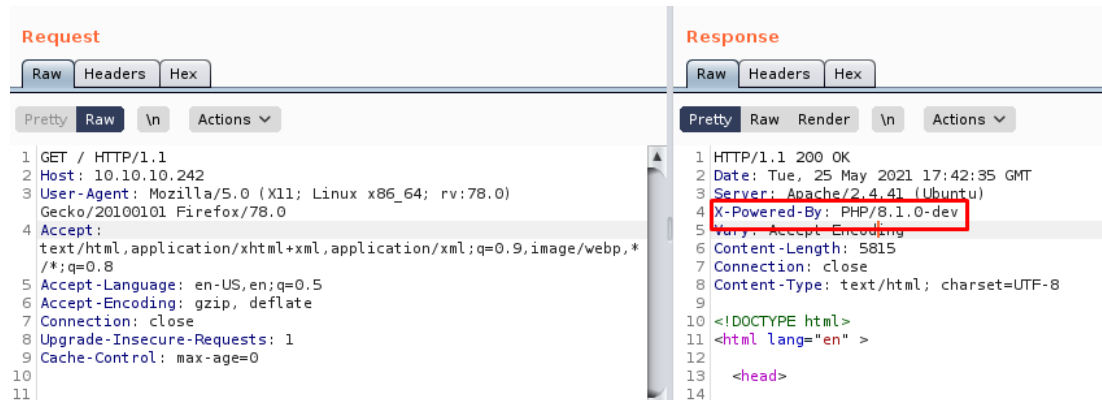 Request
Raw Headers Hex
Pretty Raw \n Actions
1 GET / HTTP/1.1
2 Host: 10.10.10.242
3 User-Agent: Mozilla/5.0 (X11; Linux x86_64; rv:78.0)
Gecko/20100101 Firefox/78.0
4 Accept:
text/html,application/xhtml+xml,application/xml;q=0.9,image/webp,*
/*;q=0.8
5 Accept-Language: en-US,en;q=0.5
6 Accept-Encoding: gzip, deflate
7 Connection: close
8 Upgrade-Insecure-Requests: 1
9 Cache-Control: max-age=0
10
11
Response
Raw Headers Hex
Pretty Raw Render \n Actions
1 HTTP/1.1 200 OK
2 Date: Tue, 25 May 2021 17:42:35 GMT
3 Server: Apache/2.4.41 (Ubuntu)
4 X-Powered-By: PHP/8.1.0-dev
5 Vary: Accept-Encoding
6 Content-Length: 5815
7 Connection: close
8 Content-Type: text/html; charset=UTF-8
9
10 <!DOCTYPE html>
11 <html lang="en" >
12
13 <head>
14